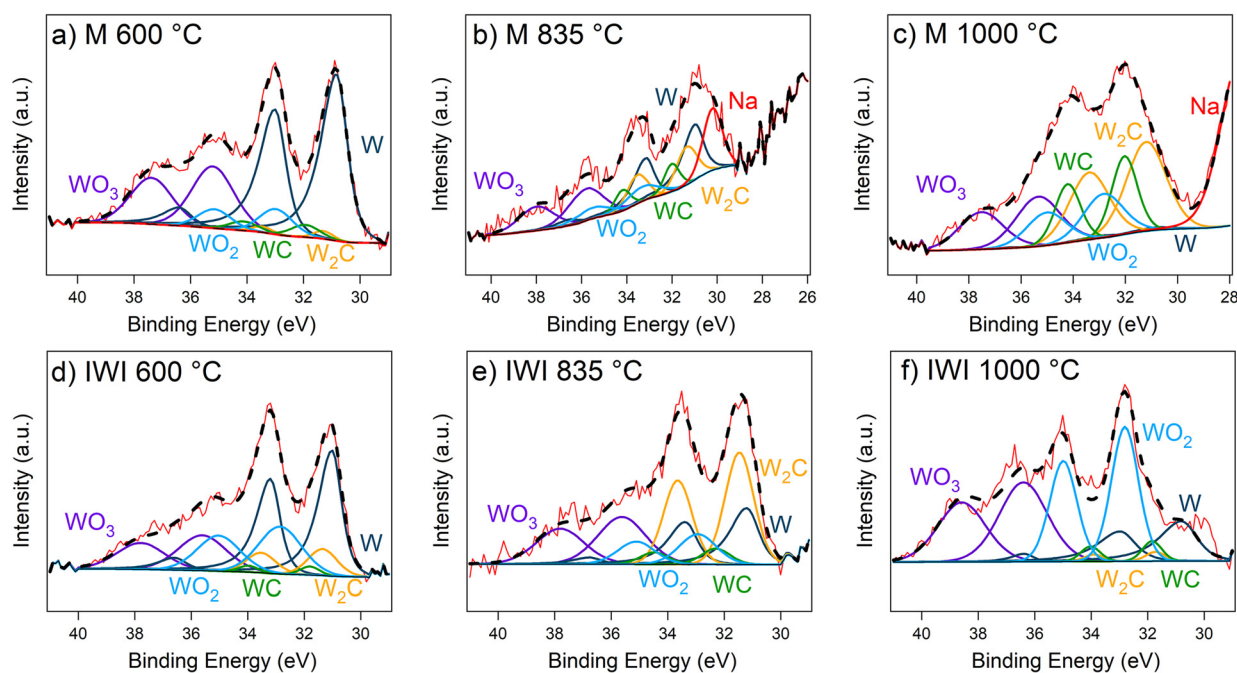 a) M 600 °C
Intensity (a.u.)
WO₃
WO₂
WC
W₂C
W
40 38 36 34 32 30
Binding Energy (eV)
b) M 835 °C
Intensity (a.u.)
WO₃
WO₂
WC
W₂C
W
Na
40 38 36 34 32 30 28 26
Binding Energy (eV)
c) M 1000 °C
Intensity (a.u.)
WO₃
WC
W₂C
WO₂
W
Na
40 38 36 34 32 30 28
Binding Energy (eV)
d) IWI 600 °C
Intensity (a.u.)
WO₃
WO₂
WC
W₂C
W
40 38 36 34 32 30
Binding Energy (eV)
e) IWI 835 °C
Intensity (a.u.)
WO₃
WO₂
WC
W₂C
W
40 38 36 34 32 30
Binding Energy (eV)
f) IWI 1000 °C
Intensity (a.u.)
WO₃
WO₂
W
W₂C
WC
40 38 36 34 32 30
Binding Energy (eV)